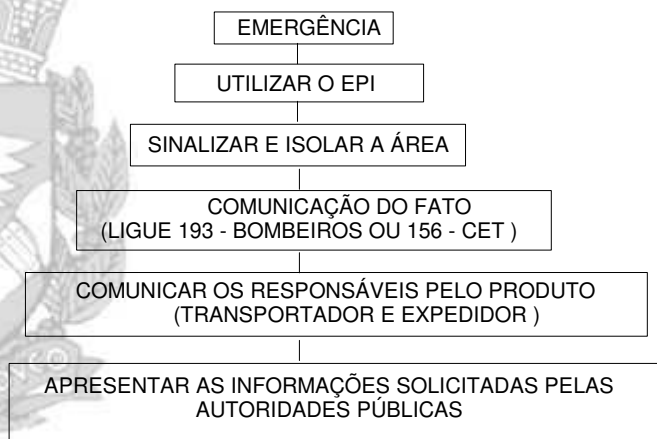 EMERGÊNCIA
UTILIZAR O EPI
SINALIZAR E ISOLAR A ÁREA
COMUNICAÇÃO DO FATO
(LIGUE 193 - BOMBEIROS OU 156 - CET )
COMUNICAR OS RESPONSÁVEIS PELO PRODUTO
(TRANSPORTADOR E EXPEDIDOR )
APRESENTAR AS INFORMAÇÕES SOLICITADAS PELAS
AUTORIDADES PÚBLICAS